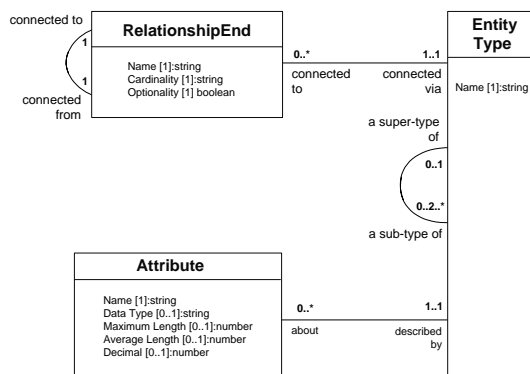 connected to
1
1
connected
from
RelationshipEnd
Name [1]:string
Cardinality [1]:string
Optionality [1] boolean
0..*
1..1
connected
to
connected
via
Entity
Type
Name [1]:string
a super-type
of
0..1
0..2..*
a sub-type of
Attribute
Name [1]:string
Data Type [0..1]:string
Maximum Length [0..1]:number
Average Length [0..1]:number
Decimal [0..1]:number
0..*
1..1
about
described
by